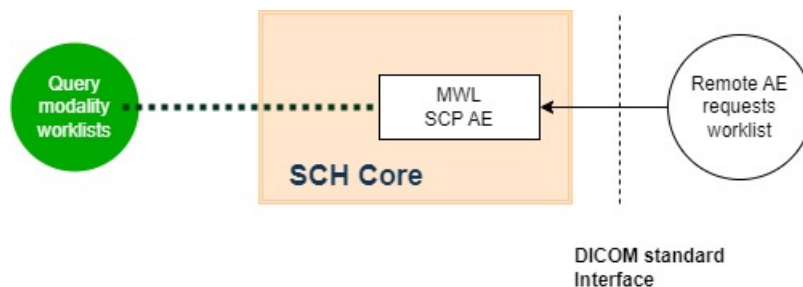 Query
modality
worklists
MWL
SCP AE
SCH Core
Remote AE
requests
worklist
DICOM standard
Interface